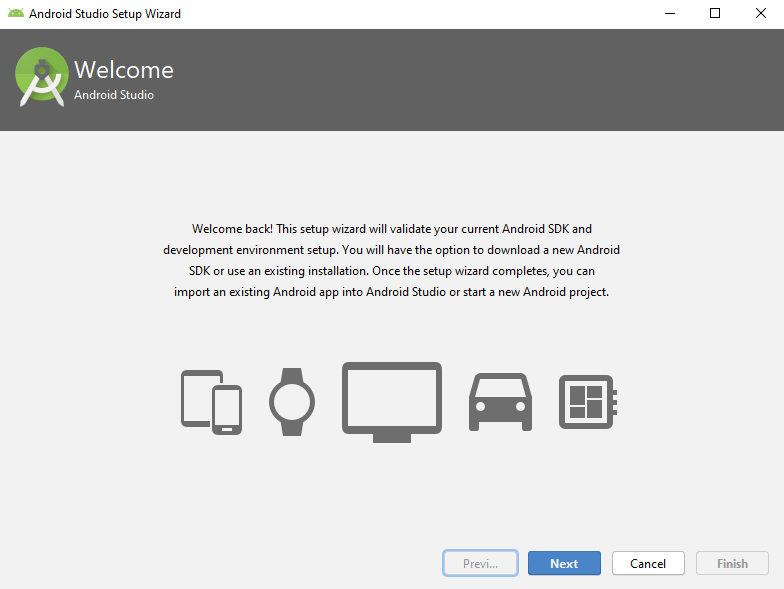 Android Studio Setup Wizard
Welcome
Android Studio
Welcome back! This setup wizard will validate your current Android SDK and
development environment setup. You will have the option to download a new Android
SDK or use an existing installation. Once the setup wizard completes, you can
import an existing Android app into Android Studio or start a new Android project.
Previ... Next Cancel Finish